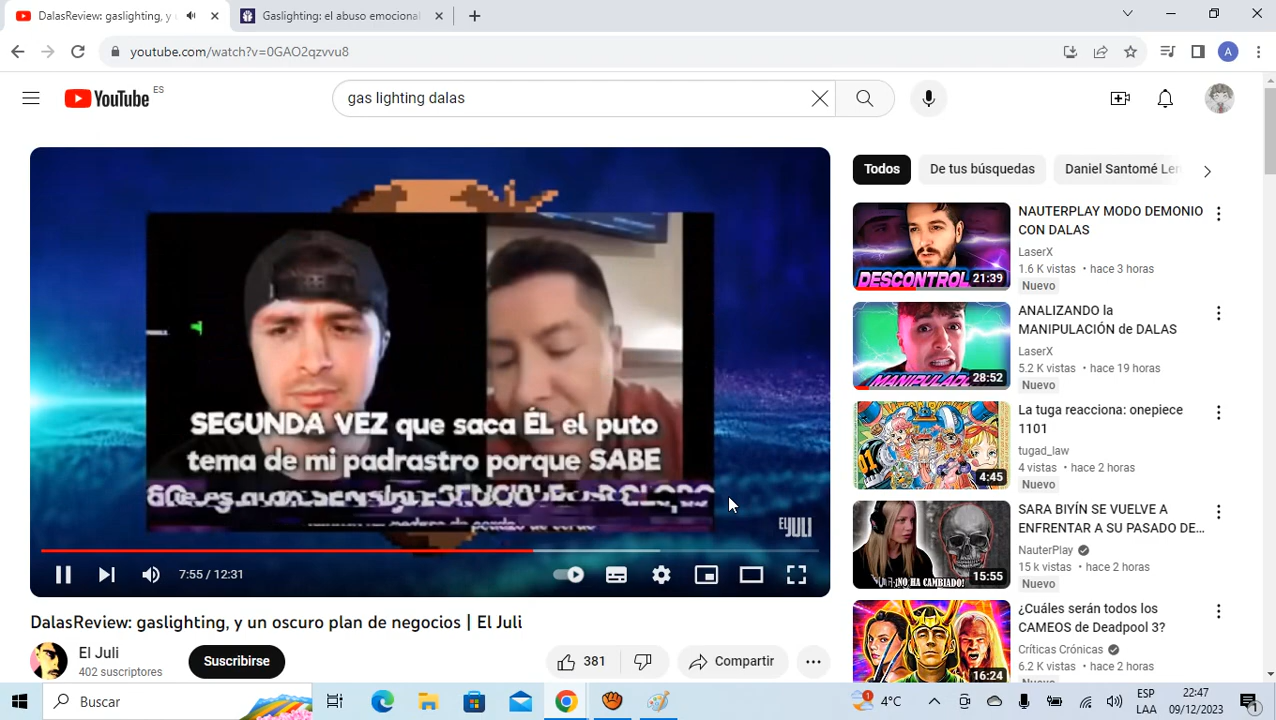 DalasReview: gaslighting, y u
Gaslighting: el abuso emocional
youtube.com/watch?v=0GAO2qzvvu8
YouTube
ES
gas lighting dalas
SEGUNDA VEZ que saca ÉL el puto
tema de mi padrastro porque SABE
EL JULI
7:55 / 12:31
DalasReview: gaslighting, y un oscuro plan de negocios | El Juli
El Juli
402 suscriptores
Suscribirse
381
Compartir
Todos
De tus búsquedas
Daniel Santomé Le
DESCONTROL
21:39
NAUTERPLAY MODO DEMONIO
CON DALAS
LaserX
1.6 K vistas • hace 3 horas
Nuevo
28:52
ANALIZANDO la
MANIPULACIÓN de DALAS
LaserX
5.2 K vistas • hace 19 horas
Nuevo
4:45
La tuga reacciona: onepiece
1101
tugad_law
4 vistas • hace 2 horas
Nuevo
¡NO HA CAMBIADO!
15:55
SARA BIYÍN SE VUELVE A
ENFRENTAR A SU PASADO DE...
NauterPlay
15 k vistas • hace 2 horas
Nuevo
16:24
¿Cuáles serán todos los
CAMEOS de Deadpool 3?
Críticas Crónicas
6.2 K vistas • hace 2 horas
Buscar
4°C
ESP
LAA
22:47
09/12/2023